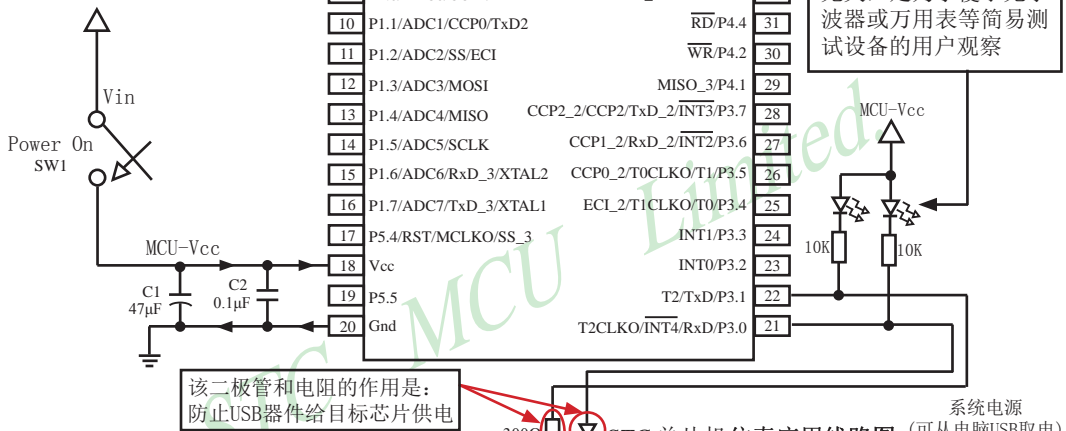 10 P1.1/ADC1/CCP0/TxD2
11 P1.2/ADC2/SS/ECI
12 P1.3/ADC3/MOSI
13 P1.4/ADC4/MISO
14 P1.5/ADC5/SCLK
15 P1.6/ADC6/RxD_3/XTAL2
16 P1.7/ADC7/TxD_3/XTAL1
17 P5.4/RST/MCLKO/SS_3
18 Vcc
19 P5.5
20 Gnd
RD/P4.4 31
WR/P4.2 30
MISO_3/P4.1 29
CCP2_2/CCP2/TxD_2/INT3/P3.7 28
CCP1_2/RxD_2/INT2/P3.6 27
CCP0_2/T0CLKO/T1/P3.5 26
ECI_2/T1CLKO/T0/P3.4 25
INT1/P3.3 24
INT0/P3.2 23
T2/TxD/P3.1 22
T2CLKO/INT4/RxD/P3.0 21
波器或万用表等简易测
试设备的用户观察
Vin
Power On
SW1
MCU-Vcc
C1
47μF
C2
0.1μF
MCU-Vcc
10K
10K
STC MCU Limited.
该二极管和电阻的作用是:
防止USB器件给目标芯片供电
系统电源
(可从电脑USB取电)